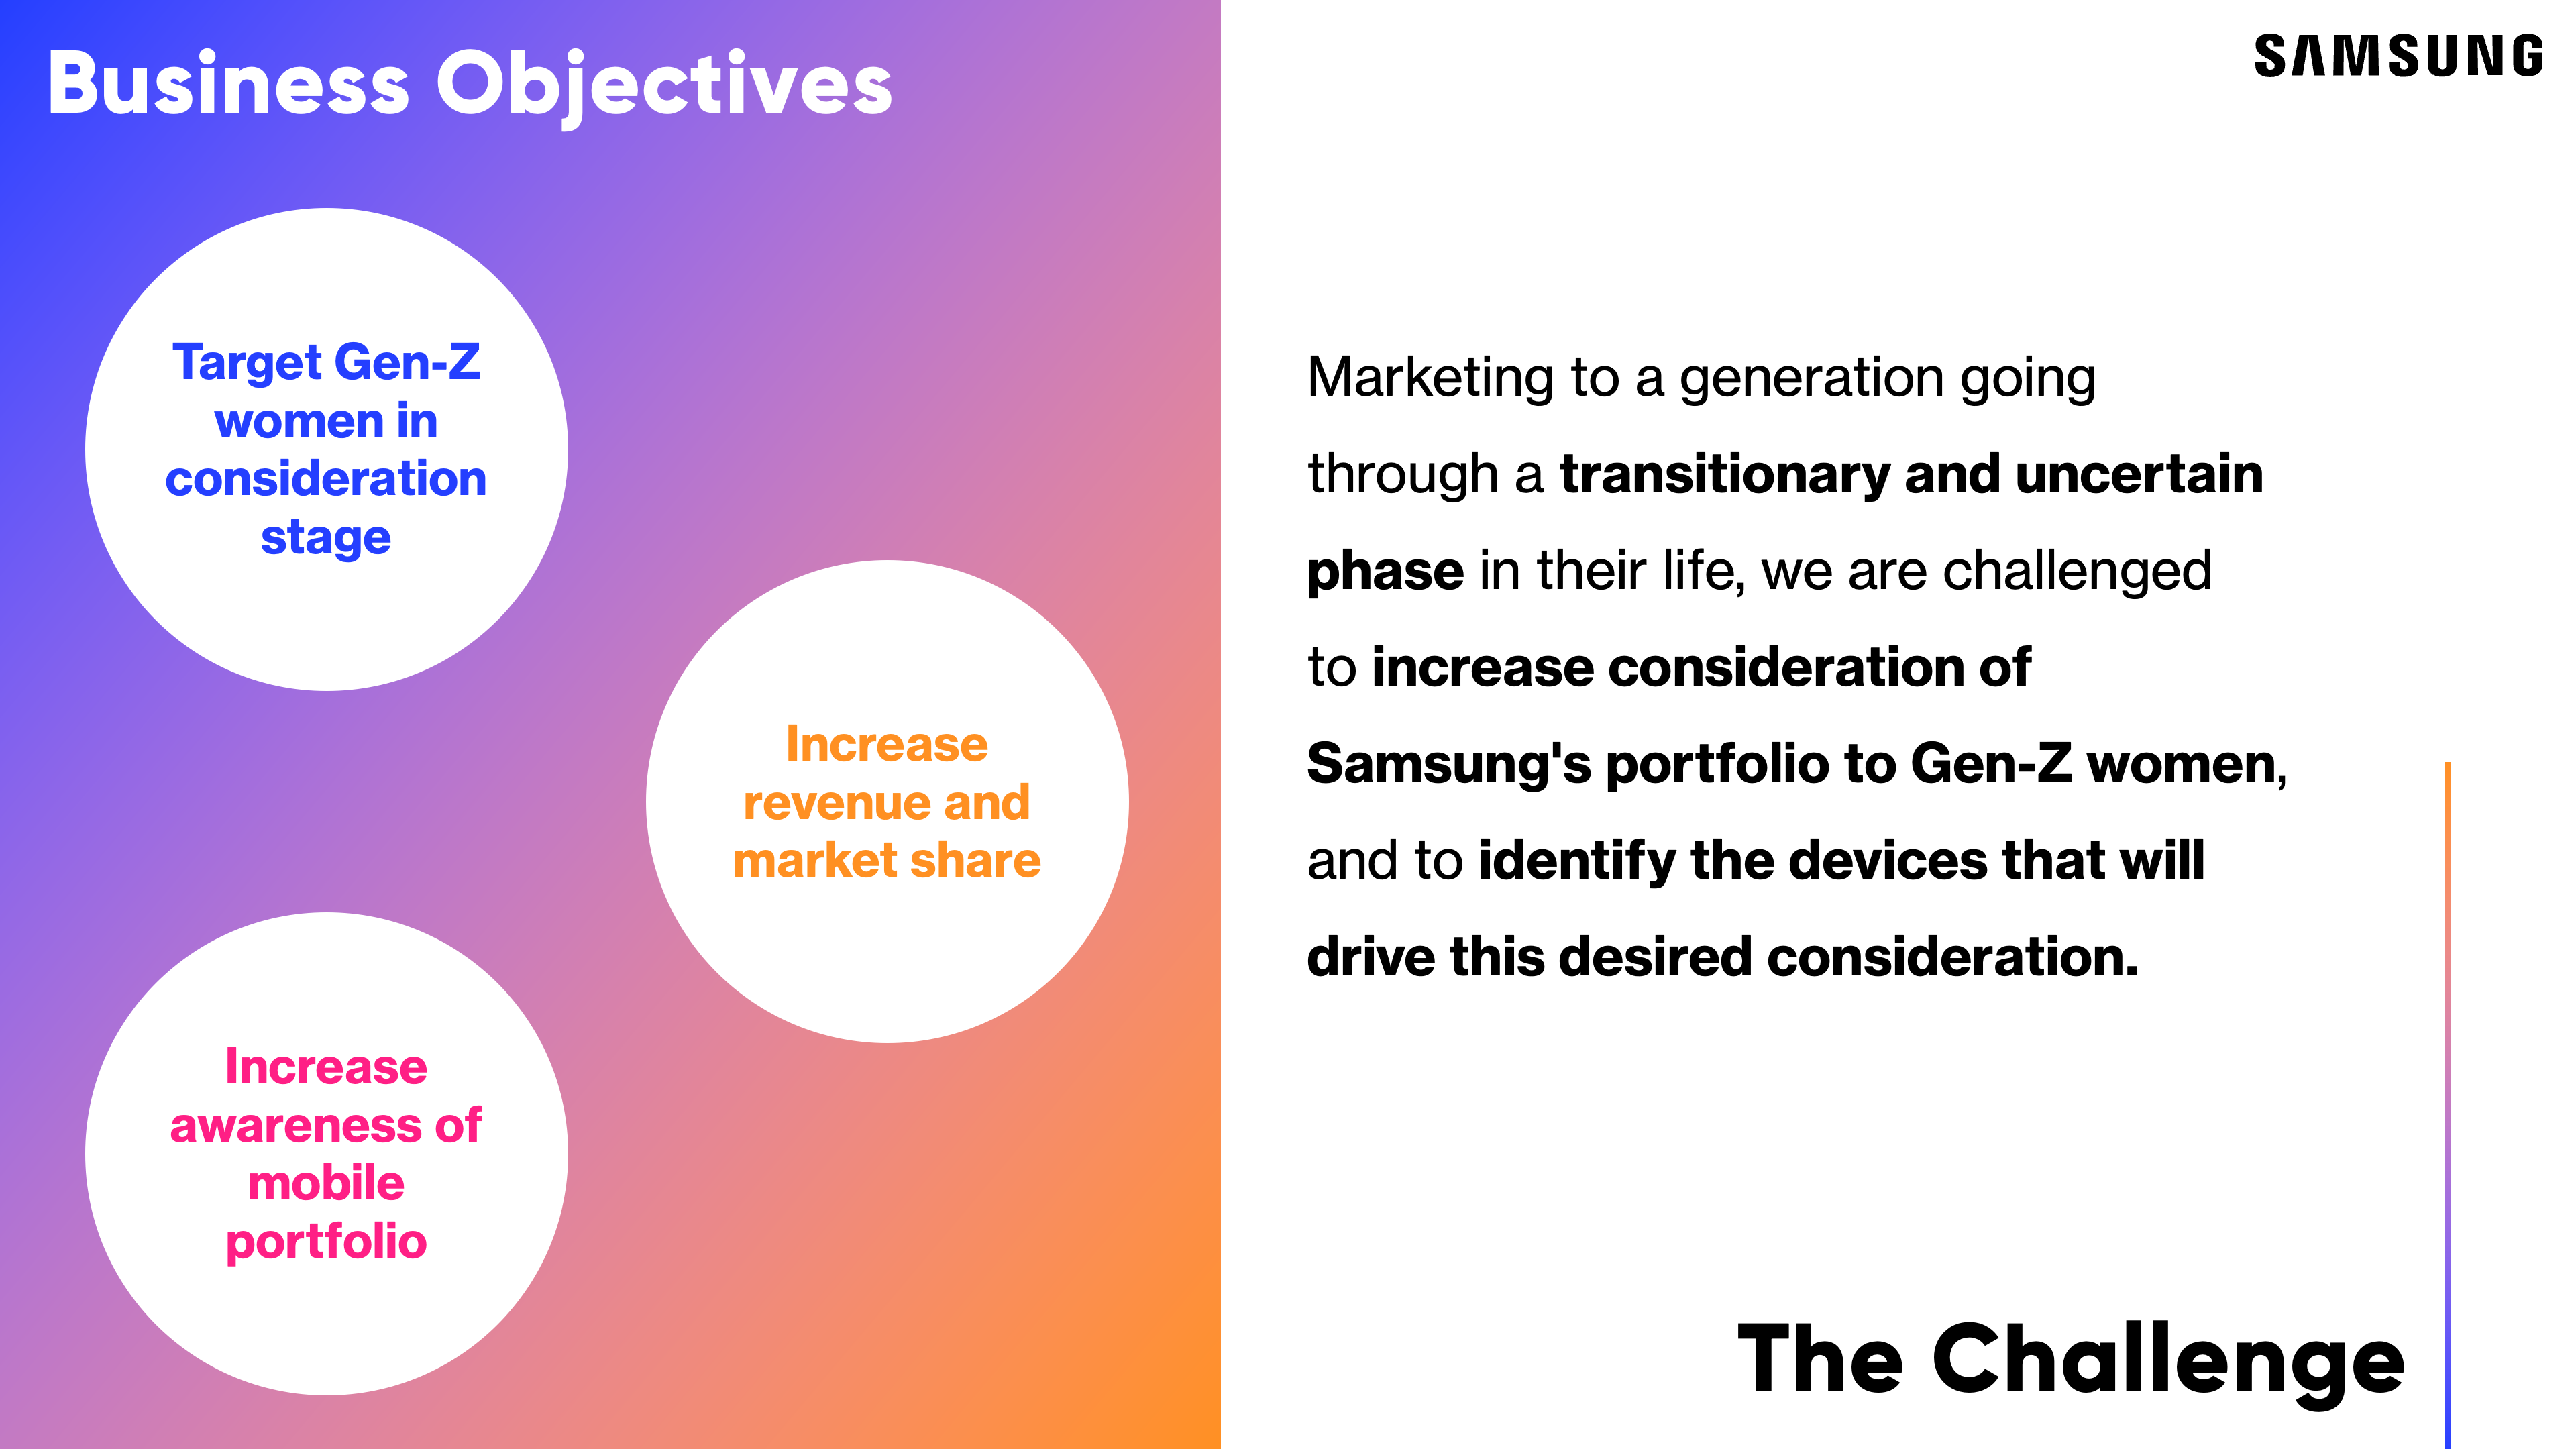 Business Objectives
Target Gen-Z
women in
consideration
stage
Increase
revenue and
market share
Increase
awareness of
mobile
portfolio
SAMSUNG
Marketing to a generation going
through a transitionary and uncertain
phase in their life, we are challenged
to increase consideration of
Samsung's portfolio to Gen-Z women,
and to identify the devices that will
drive this desired consideration.
The Challenge